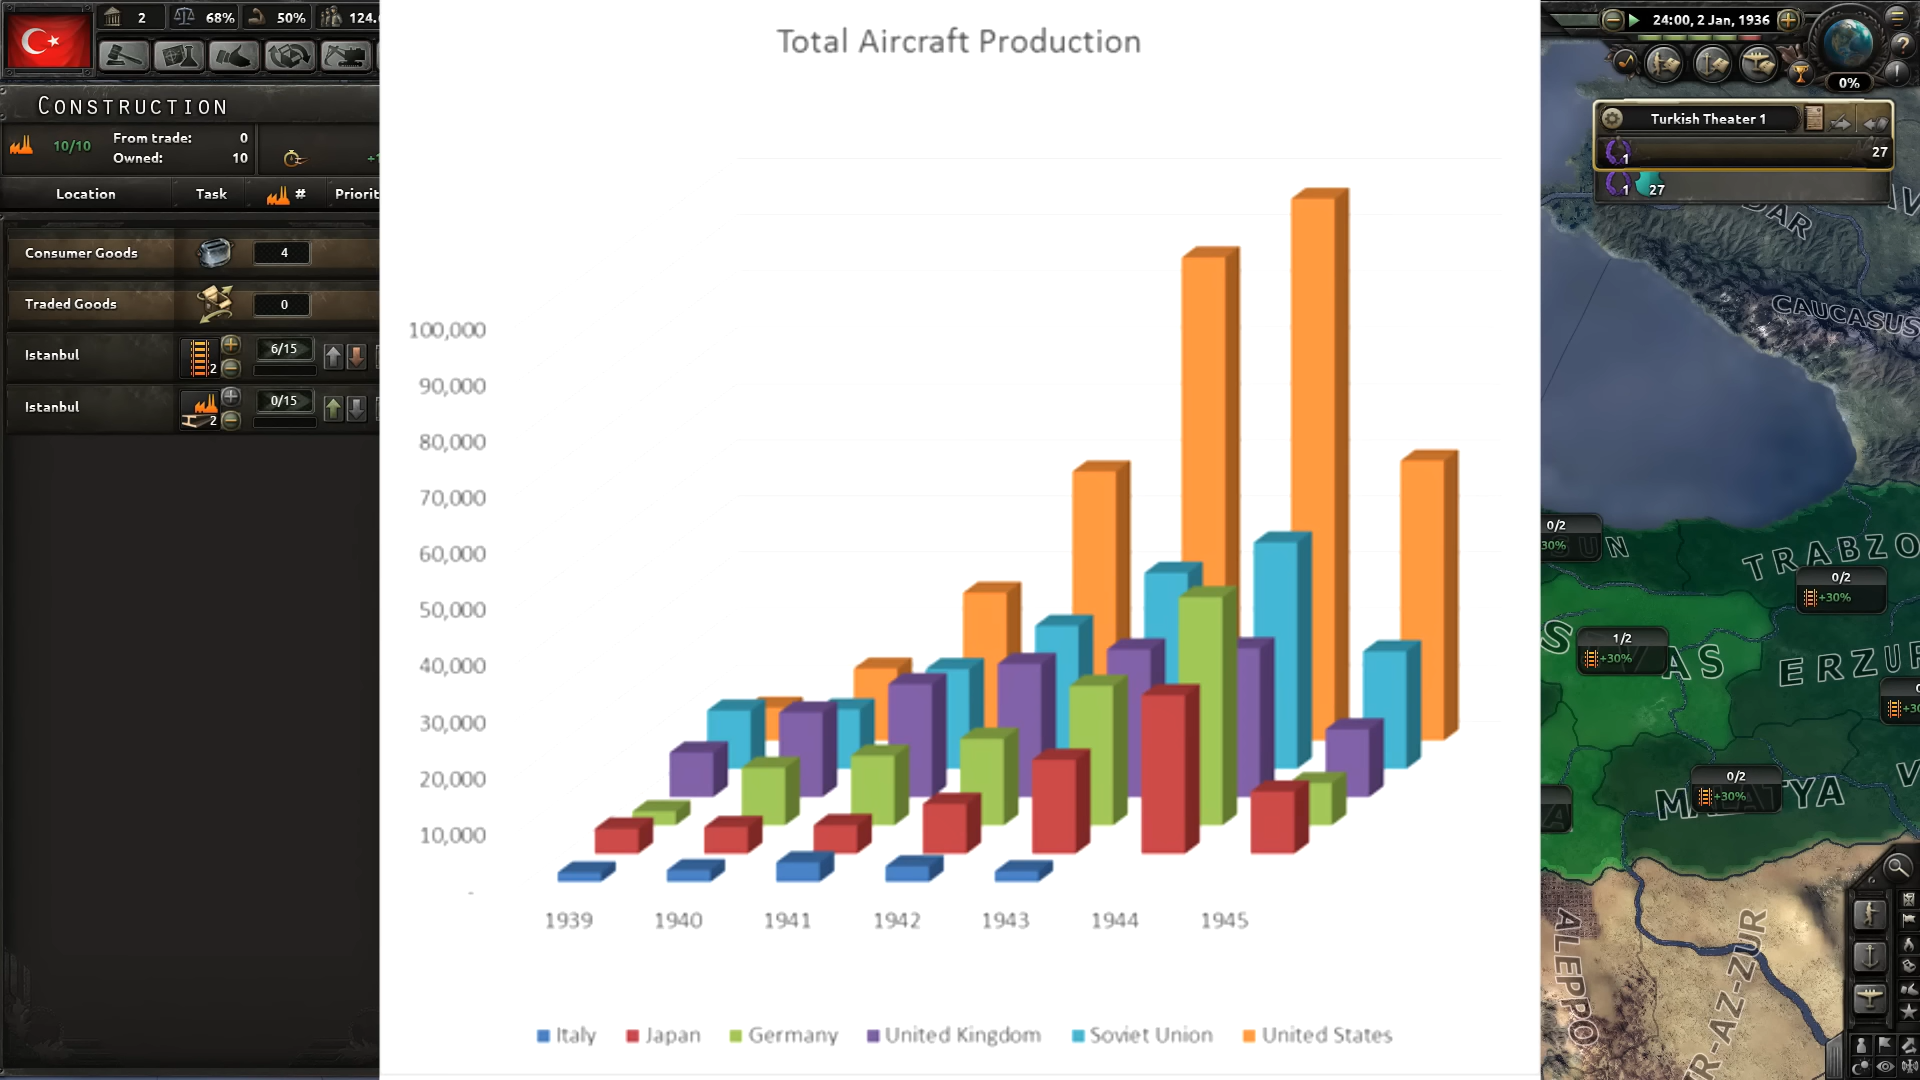 2 68% 50% 124.
Total Aircraft Production
24:00, 2 Jan, 1936
0%
CONSTRUCTION
10/10
From trade: 0
Owned: 10
Turkish Theater 1
1 27
1 27
Location Task # Priorit
Consumer Goods 4
Traded Goods 0
Istanbul 2 6/15
Istanbul 2 0/15
100,000
90,000
80,000
70,000
60,000
50,000
40,000
30,000
20,000
10,000
-
1939 1940 1941 1942 1943 1944 1945
Italy Japan Germany United Kingdom Soviet Union United States
CAUCASUS
0/2
30%
TRABZO
0/2
+30%
1/2
+30%
AS
ERZUR
0/2
+30%
ALEPPO
R-AZ-ZUR